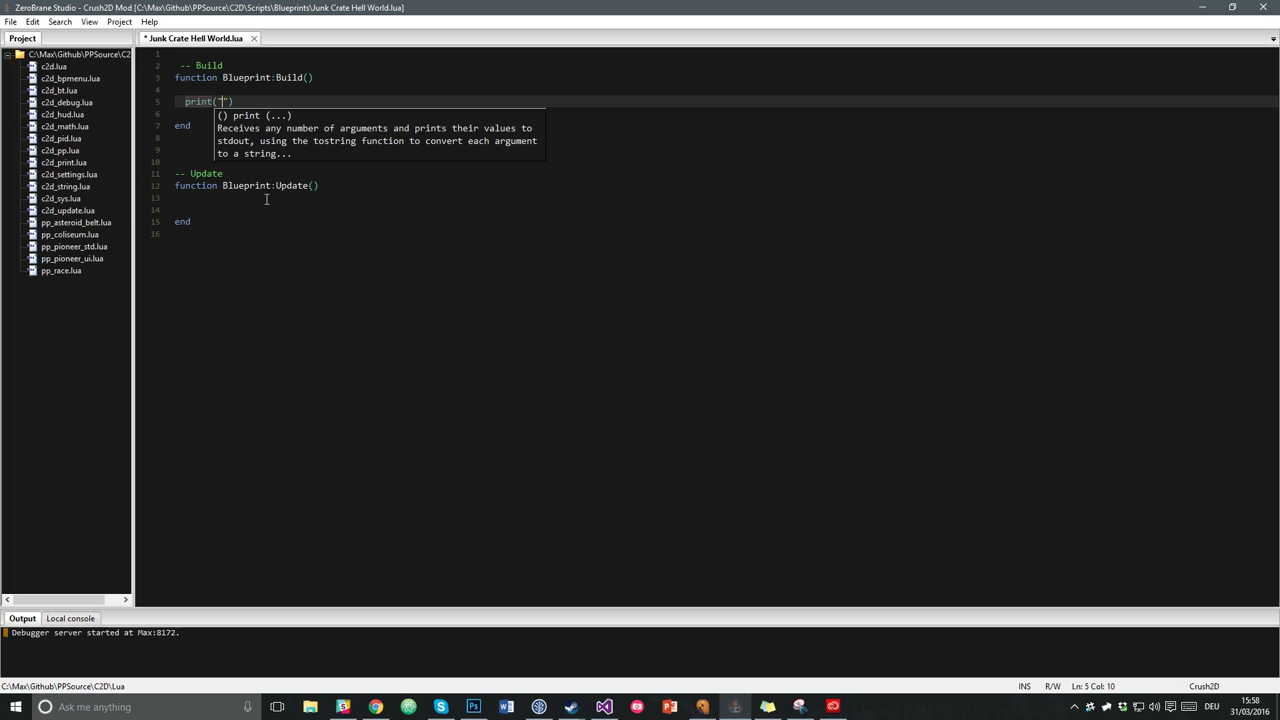 ZeroBrane Studio - Crush2D Mod [C:\Max\Github\PPSource\C2D\Scripts\Blueprints\Junk Crate Hell World.lua]
File Edit Search View Project Help
Project
* Junk Crate Hell World.lua
C:\Max\Github\PPSource\C2
c2d.lua
c2d_bpmenu.lua
c2d_bt.lua
c2d_debug.lua
c2d_hud.lua
c2d_math.lua
c2d_pid.lua
c2d_pp.lua
c2d_print.lua
c2d_settings.lua
c2d_string.lua
c2d_sys.lua
c2d_update.lua
pp_asteroid_belt.lua
pp_coliseum.lua
pp_pioneer_std.lua
pp_pioneer_ui.lua
pp_race.lua
1
2 -- Build
3 function Blueprint:Build()
4
5 print("")
6
7 end
8
9
10
11 -- Update
12 function Blueprint:Update()
13
14
15 end
16
() print (...)
Receives any number of arguments and prints their values to
stdout, using the tostring function to convert each argument
to a string...
Output Local console
Debugger server started at Max:8172.
C:\Max\Github\PPSource\C2D\Lua
INS R/W Ln: 5 Col: 10 Crush2D
Ask me anything
DEU
15:58
31/03/2016